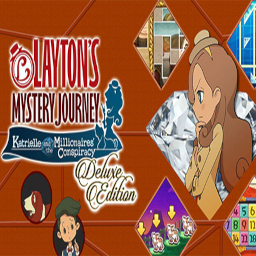 LAYTON'S
MYSTERY JOURNEY
Katrielle and the Millionaires'
Conspiracy
Deluxe
Edition